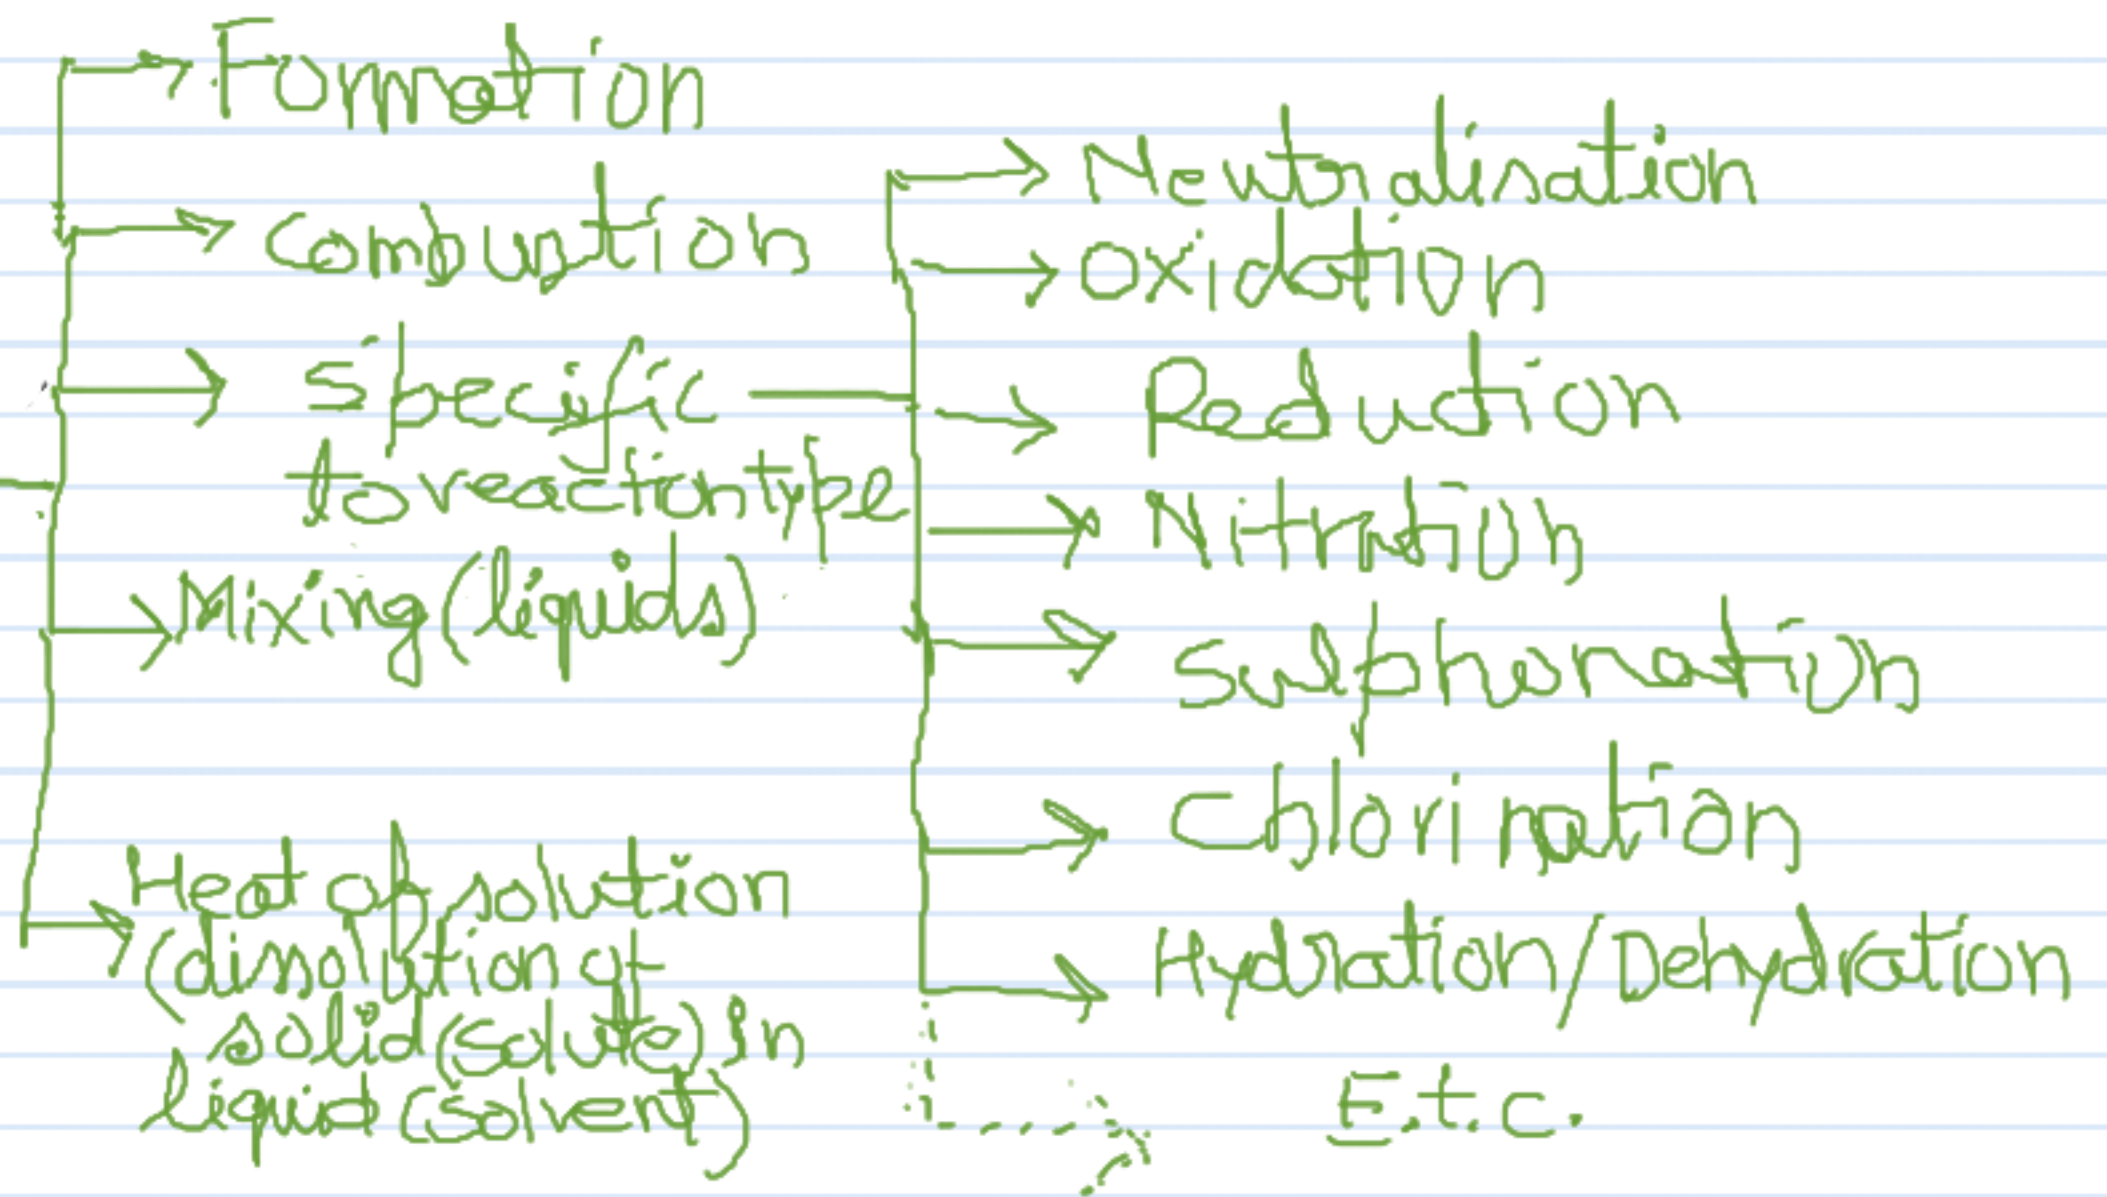 Formation
Combuption
Specific
to reaction type
Mixing (liquids)
Heat of solution
(dissolution of
solid (solute) in
liquid (solvent)
Neutralisation
Oxidation
Reduction
Nitration
Sulphonation
Chlorination
Hydration/Dehydration
E.t.c.